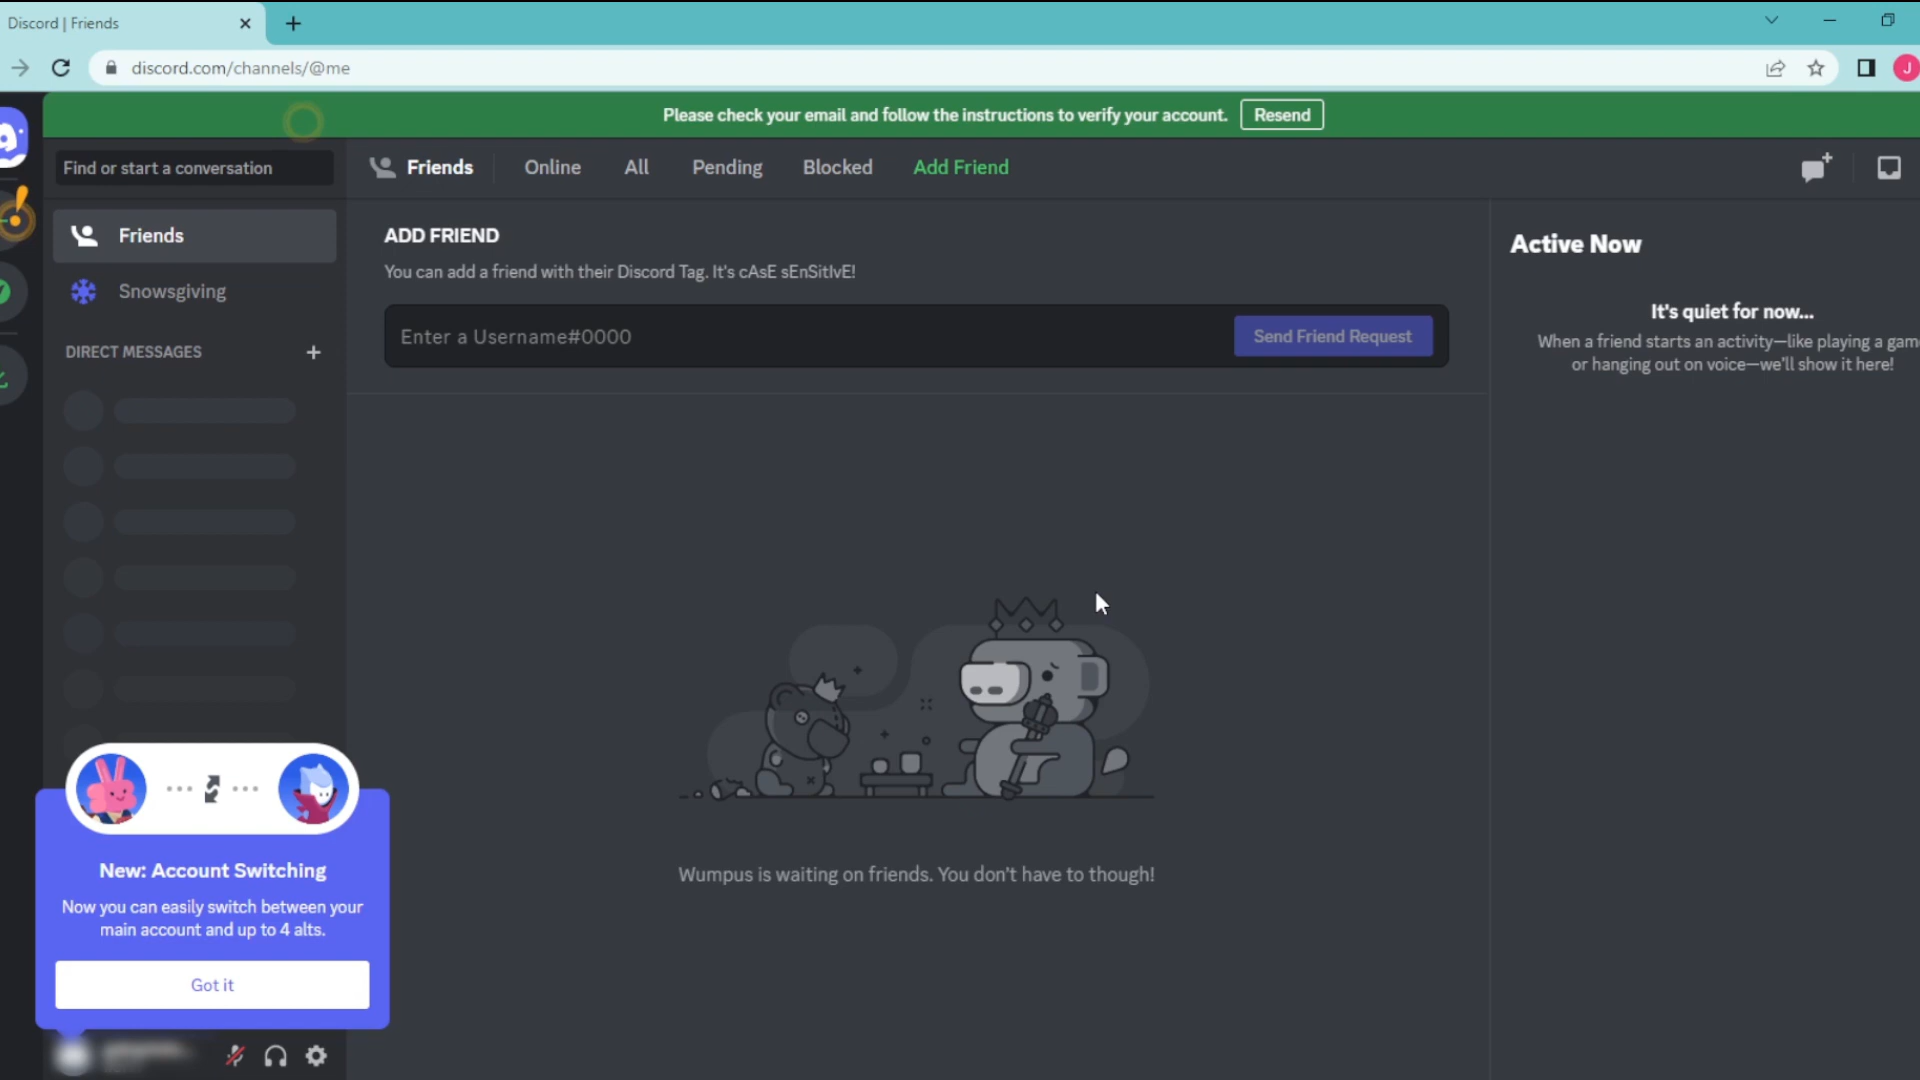 Discord | Friends
discord.com/channels/@me
J
Please check your email and follow the instructions to verify your account.
Resend
Find or start a conversation
Friends
Online
All
Pending
Blocked
Add Friend
Friends
Snowsgiving
DIRECT MESSAGES
ADD FRIEND
You can add a friend with their Discord Tag. It's cAsE sEnSitIvE!
Enter a Username#0000
Send Friend Request
Wumpus is waiting on friends. You don't have to though!
Active Now
It's quiet for now...
When a friend starts an activity—like playing a game
or hanging out on voice—we'll show it here!
New: Account Switching
Now you can easily switch between your
main account and up to 4 alts.
Got it